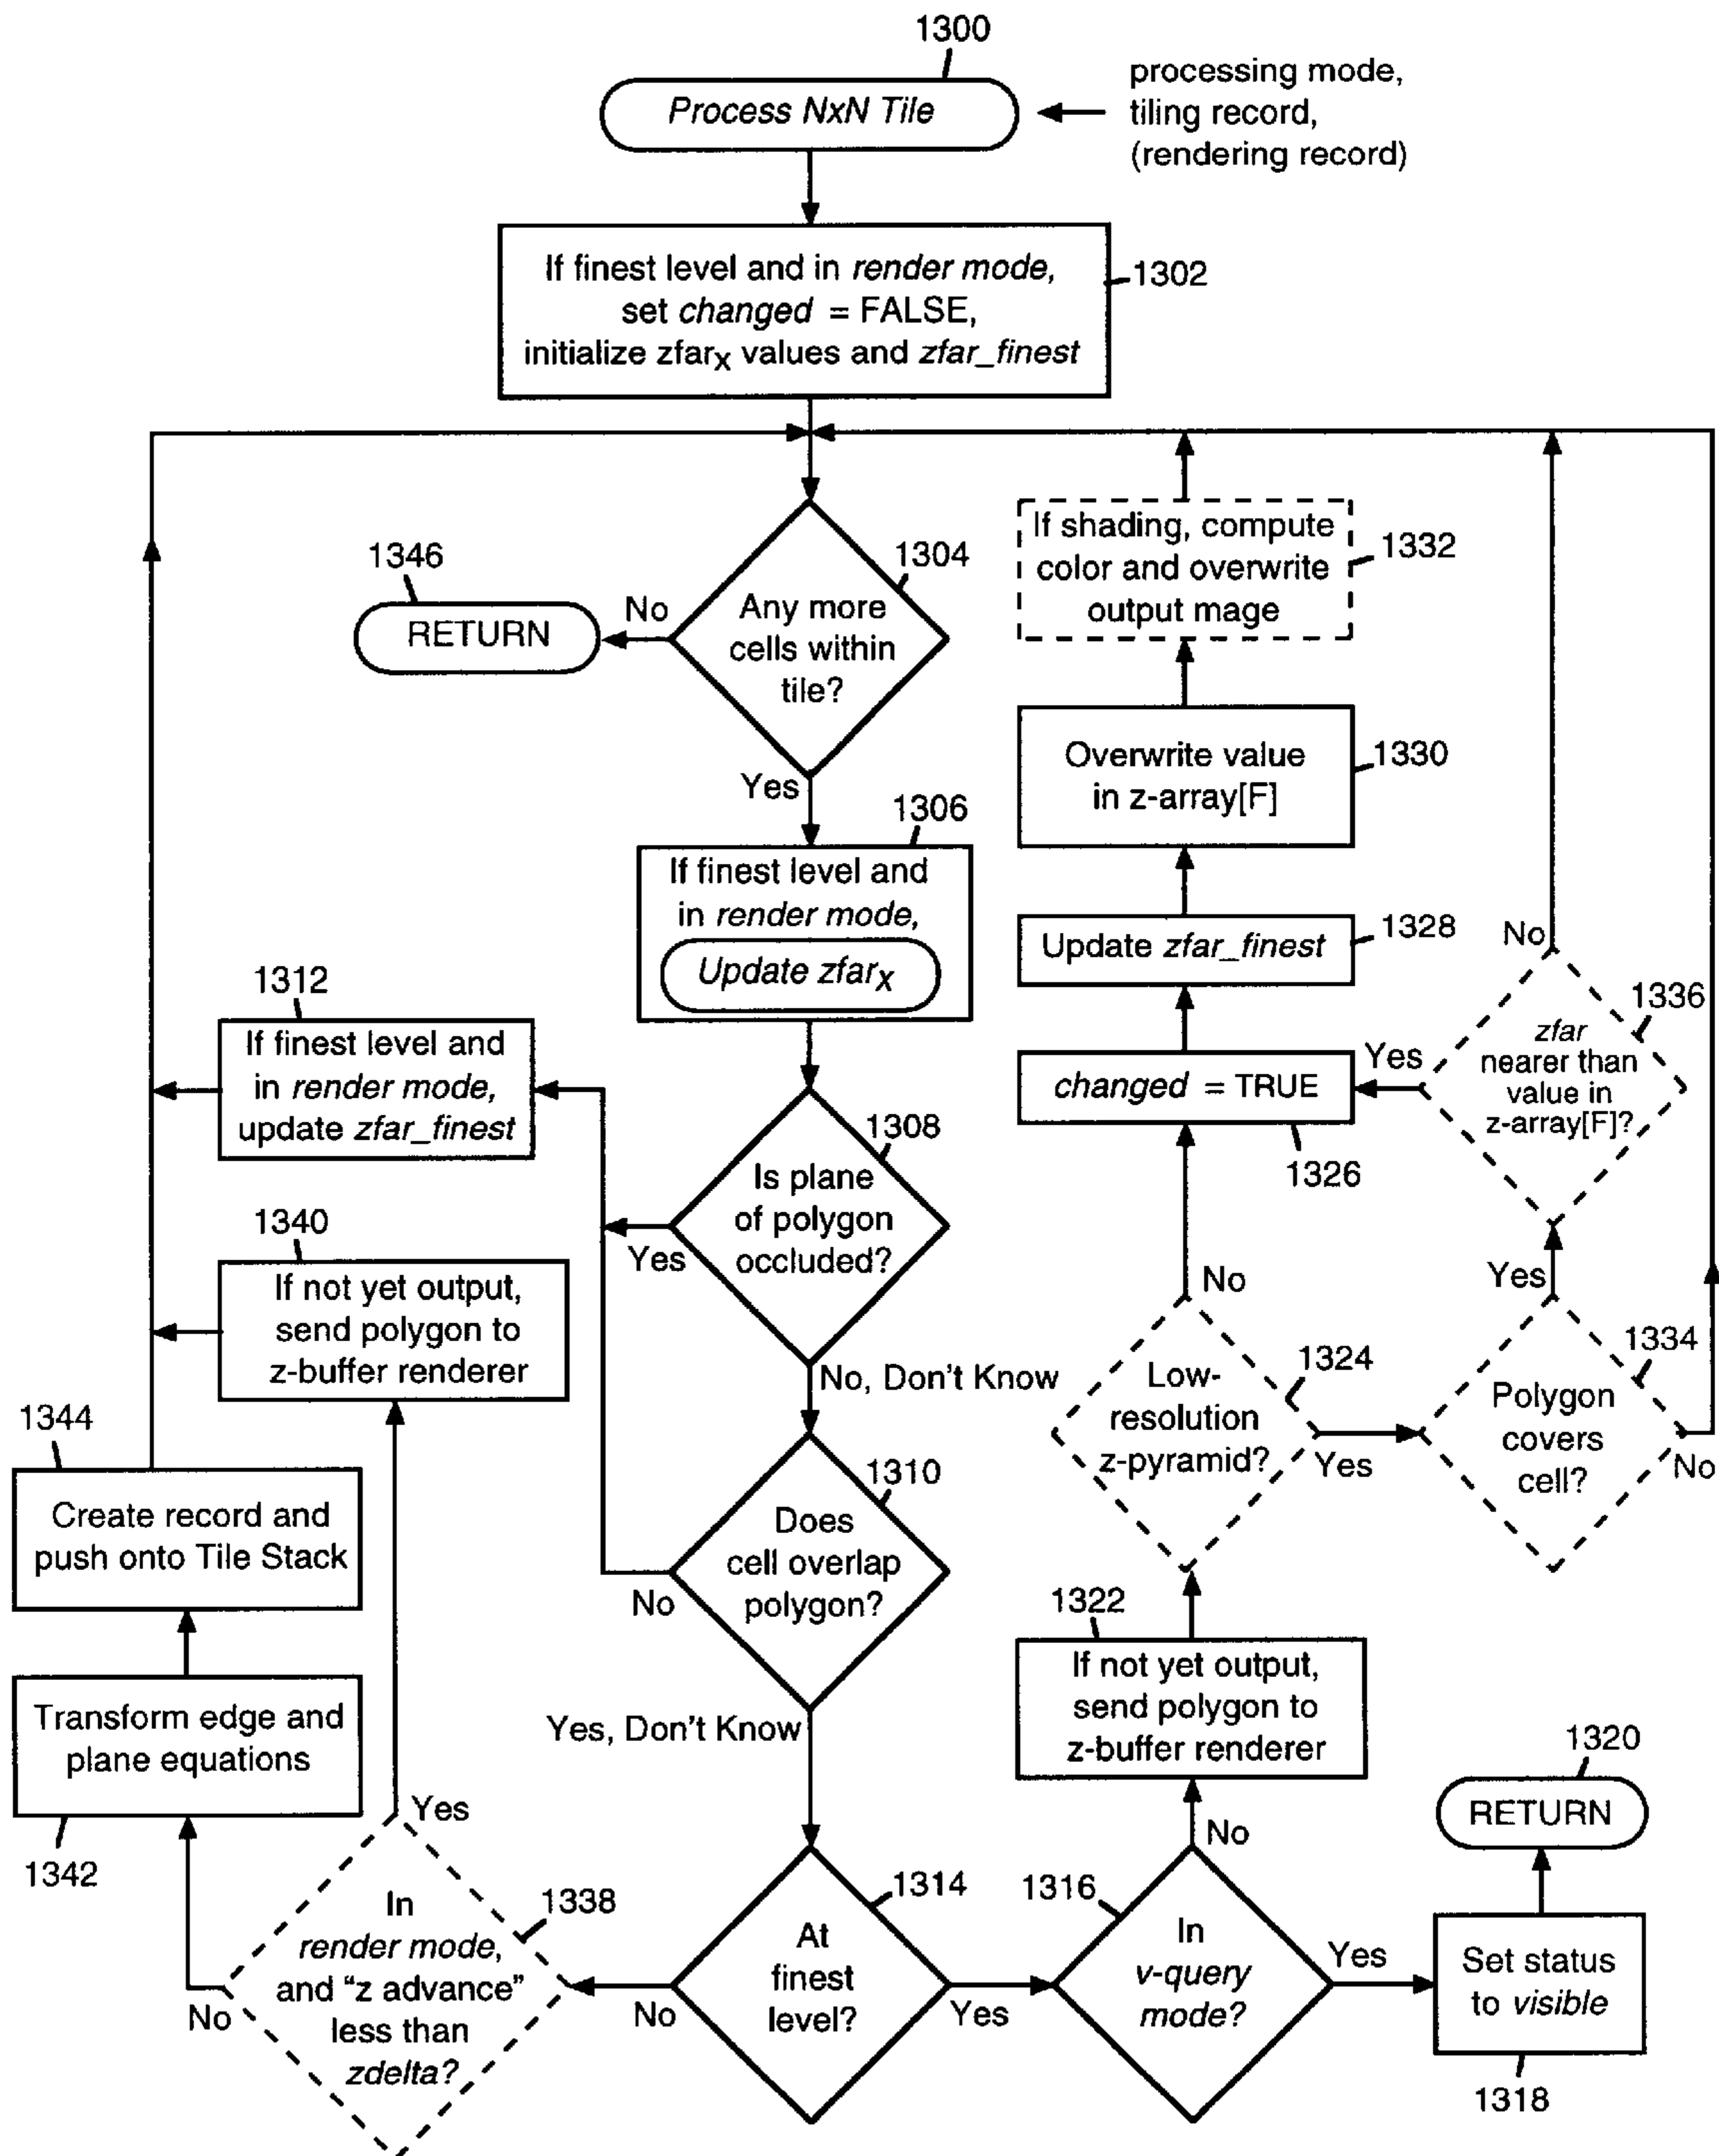 1300
Process NxN Tile
processing mode,
tiling record,
(rendering record)
If finest level and in render mode,
set changed = FALSE,
initialize zfarx values and zfar_finest
1302
1346
RETURN
No
1304
Any more
cells within
tile?
Yes
If shading, compute
color and overwrite
output mage
1332
Overwrite value
in z-array[F]
1330
1306
If finest level and
in render mode,
Update zfarx
Update zfar_finest
1328
No
1336
zfar
nearer than
value in
z-array[F]?
Yes
changed = TRUE
1326
1312
If finest level and
in render mode,
update zfar_finest
1308
Is plane
of polygon
occluded?
Yes
No, Don't Know
1340
If not yet output,
send polygon to
z-buffer renderer
No
1324
Low-
resolution
z-pyramid?
Yes
Yes
1334
Polygon
covers
cell?
No
1344
Create record and
push onto Tile Stack
1310
Does
cell overlap
polygon?
No
Yes, Don't Know
1322
If not yet output,
send polygon to
z-buffer renderer
Transform edge and
plane equations
1342
Yes
1320
RETURN
No
1338
In
render mode,
and “z advance”
less than
zdelta?
No
1314
At
finest
level?
No
Yes
1316
In
v-query
mode?
Yes
Set status
to visible
1318